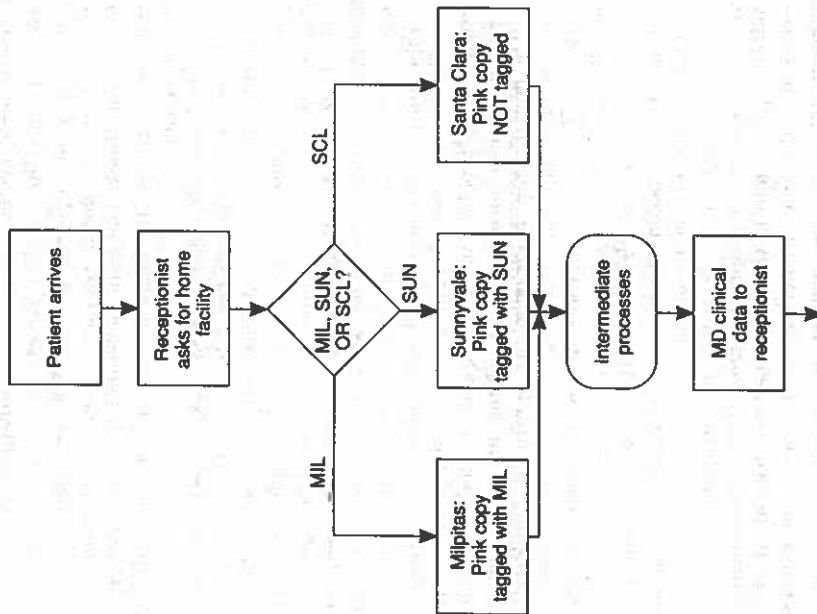 Patient arrives
Receptionist
asks for home
facility
MIL, SUN,
OR SCL?
MIL
SUN
SCL
Milpitas:
Pink copy
tagged with MIL
Sunnyvale:
Pink copy
tagged with SUN
Santa Clara:
Pink copy
NOT tagged
Intermediate
processes
MD clinical
data to
receptionist